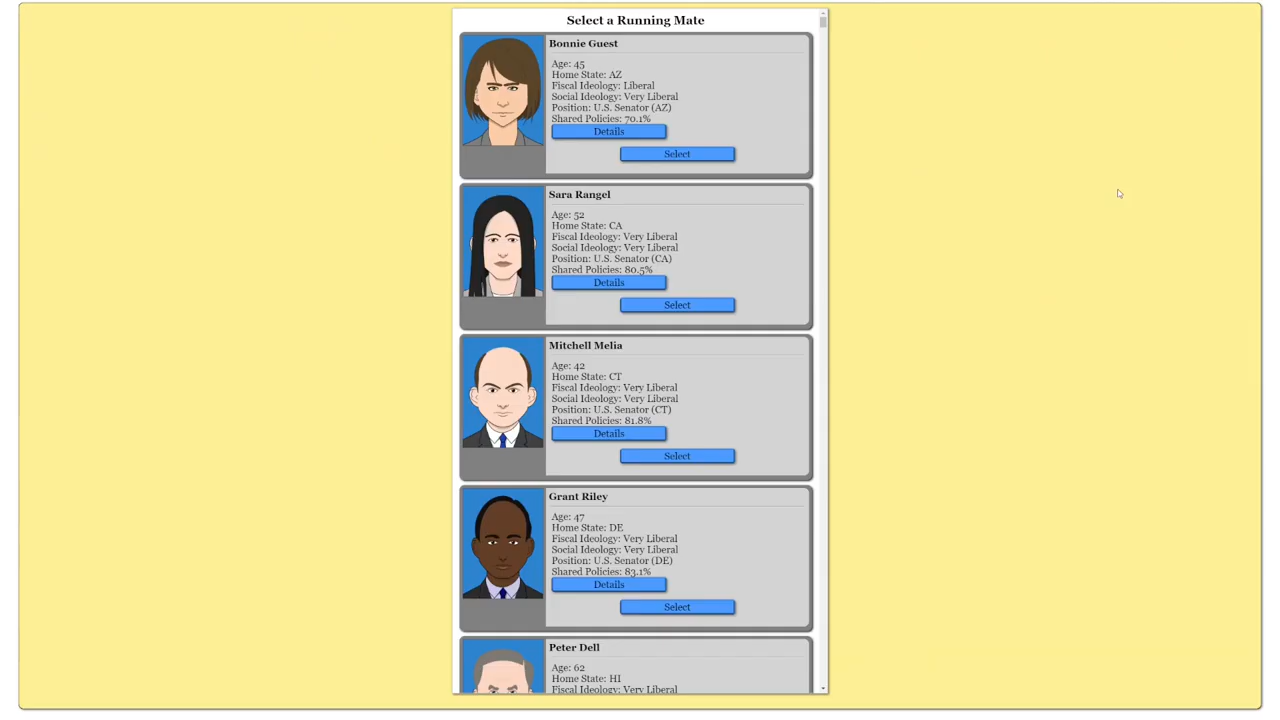 Select a Running Mate
Bonnie Guest
Age: 45
Home State: AZ
Fiscal Ideology: Liberal
Social Ideology: Very Liberal
Position: U.S. Senator (AZ)
Shared Policies: 70.1%
Details
Select
Sara Rangel
Age: 52
Home State: CA
Fiscal Ideology: Very Liberal
Social Ideology: Very Liberal
Position: U.S. Senator (CA)
Shared Policies: 80.5%
Details
Select
Mitchell Melia
Age: 42
Home State: CT
Fiscal Ideology: Very Liberal
Social Ideology: Very Liberal
Position: U.S. Senator (CT)
Shared Policies: 81.8%
Details
Select
Grant Riley
Age: 47
Home State: DE
Fiscal Ideology: Very Liberal
Social Ideology: Very Liberal
Position: U.S. Senator (DE)
Shared Policies: 83.1%
Details
Select
Peter Dell
Age: 62
Home State: HI
Fiscal Ideology: Very Liberal